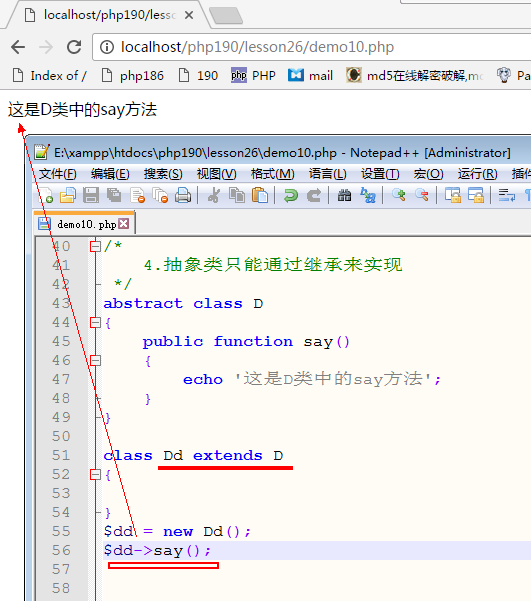 localhost/php190/lesso
localhost/php190/lesson26/demo10.php
Index of /
php186
190
php
PHP
mail
md5在线解密破解,mc
Pa
这是D类中的say方法
E:\xampp\htdocs\php190\lesson26\demo10.php - Notepad++ [Administrator]
文件(F) 编辑(E) 搜索(S) 视图(V) 格式(M) 语言(L) 设置(T) 宏(O) 运行(R) 插件
demo10.php
40 /*
41 4.抽象类只能通过继承来实现
42 */
43 abstract class D
44 {
45 public function say()
46 {
47 echo '这是D类中的say方法';
48 }
49 }
50
51 class Dd extends D
52 {
53
54 }
55 $dd = new Dd();
56 $dd->say();
57
58